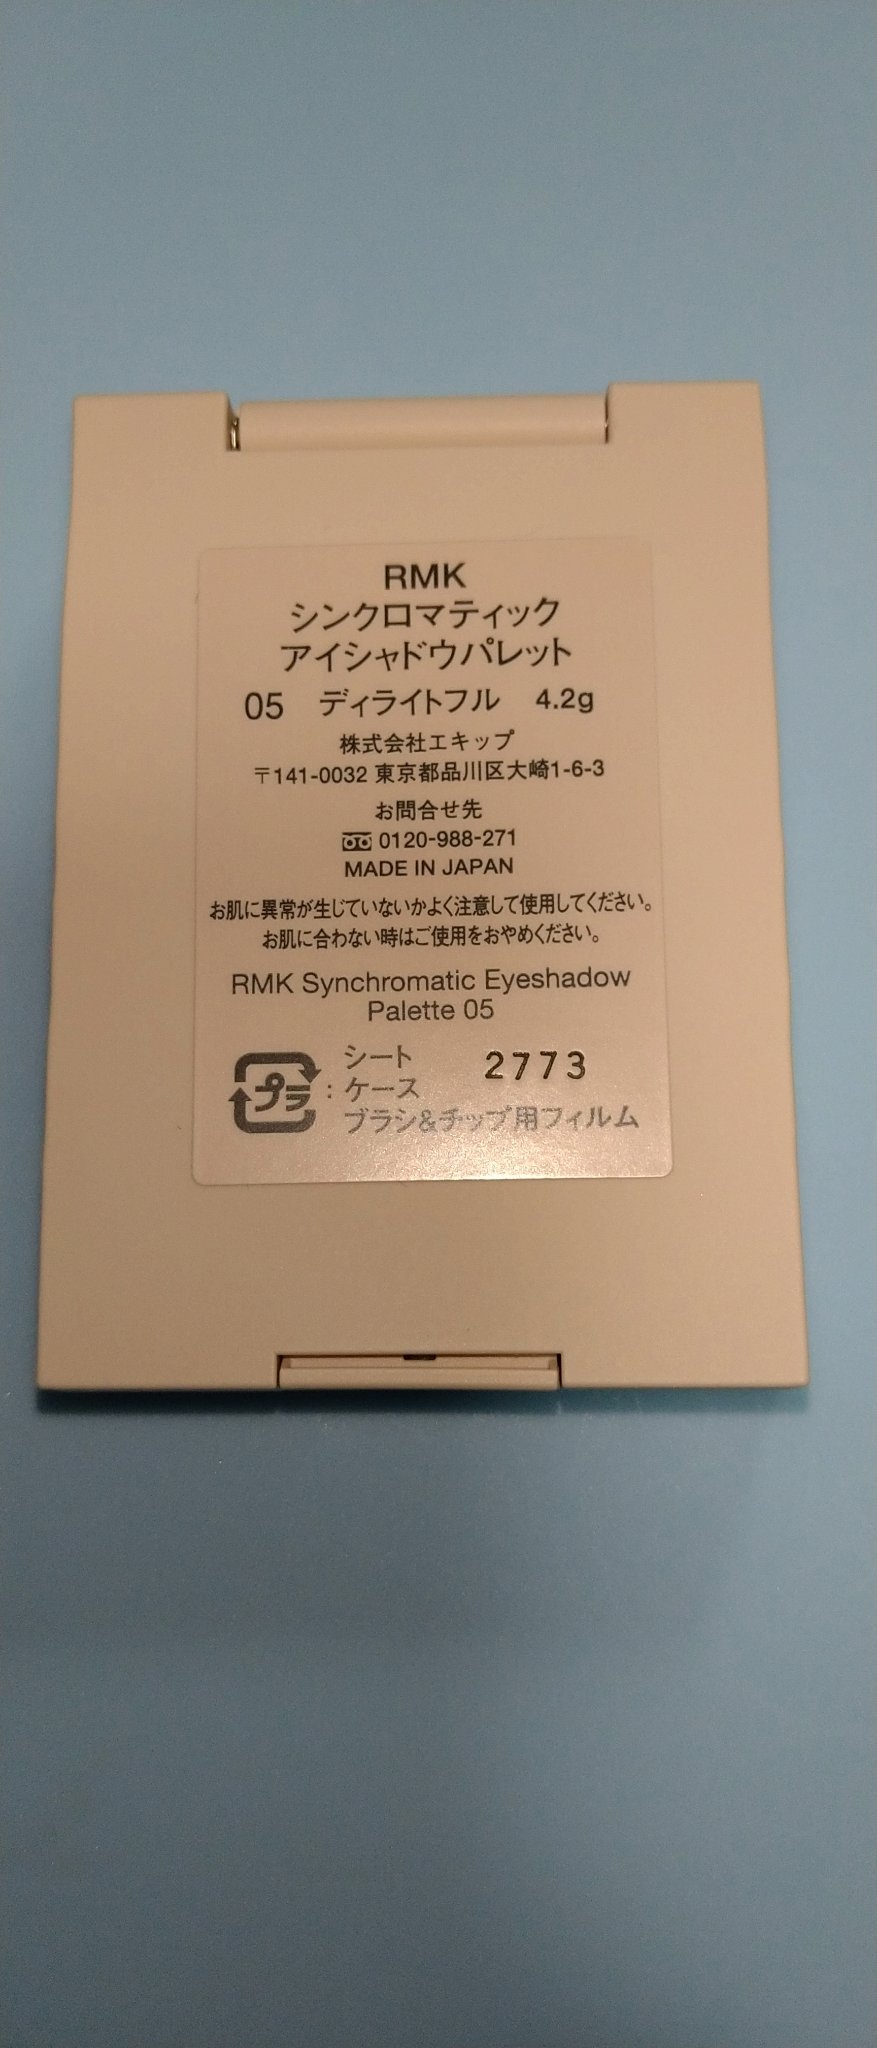 RMK
シンクロマティック
アイシャドウパレット
05 ディライトフル 4.2g
株式会社エキップ
〒141-0032 東京都品川区大崎1-6-3
お問合せ先
0120-988-271
MADE IN JAPAN
お肌に異常が生じていないかよく注意して使用してください。
お肌に合わない時はご使用をおやめください。
RMK Synchromatic Eyeshadow
Palette 05
プラ : シート
ケース
ブラシ&チップ用フィルム
2773